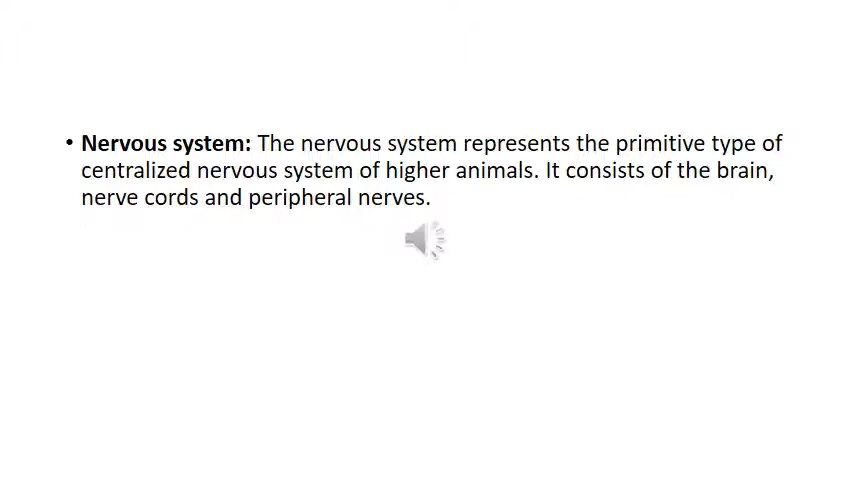 • Nervous system: The nervous system represents the primitive type of
centralized nervous system of higher animals. It consists of the brain,
nerve cords and peripheral nerves.